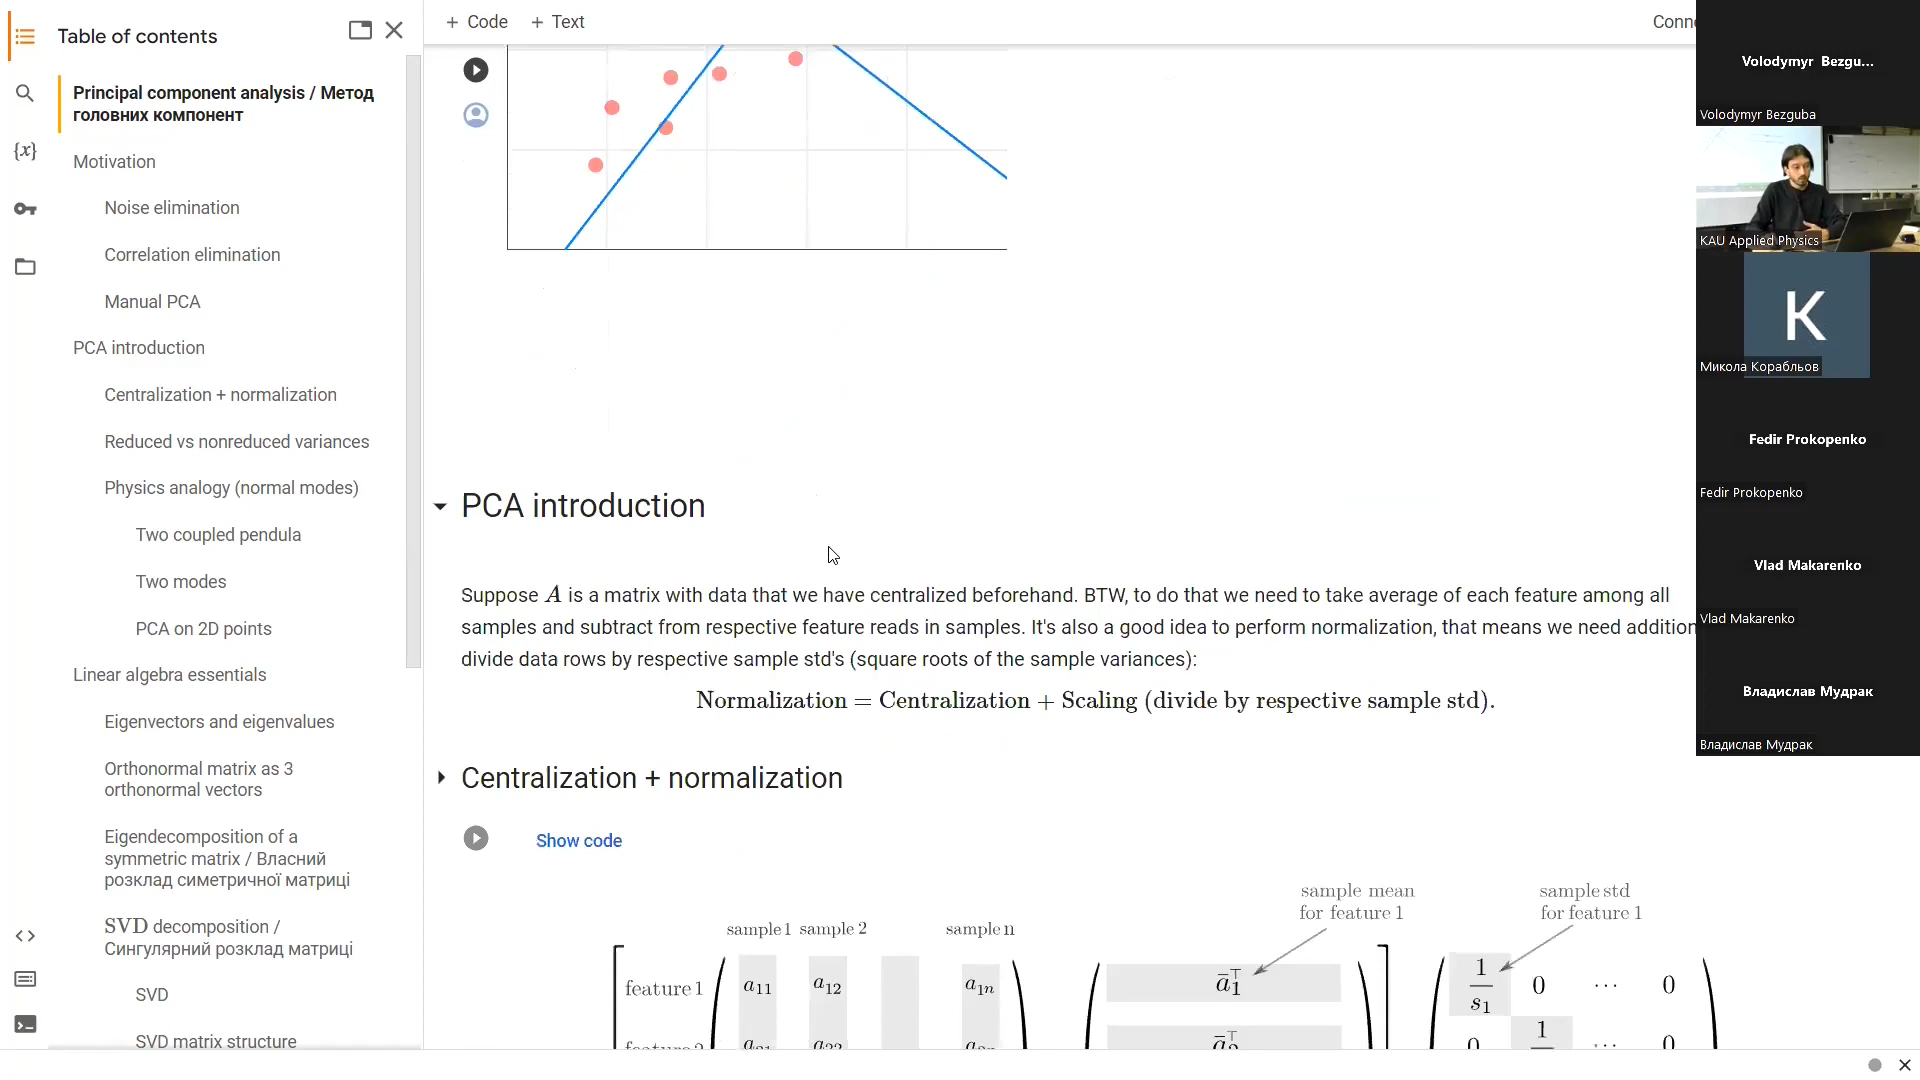 Table of contents
Principal component analysis / Метод
головних компонент
Motivation
Noise elimination
Correlation elimination
Manual PCA
PCA introduction
Centralization + normalization
Reduced vs nonreduced variances
Physics analogy (normal modes)
Two coupled pendula
Two modes
PCA on 2D points
Linear algebra essentials
Eigenvectors and eigenvalues
Orthonormal matrix as 3
orthonormal vectors
Eigendecomposition of a
symmetric matrix / Власний
розклад симетричної матриці
SVD decomposition /
Сингулярний розклад матриці
SVD
SVD matrix structure
{x}
+ Code + Text
PCA introduction
Suppose A is a matrix with data that we have centralized beforehand. BTW, to do that we need to take average of each feature among all
samples and subtract from respective feature reads in samples. It's also a good idea to perform normalization, that means we need addition
divide data rows by respective sample std's (square roots of the sample variances):
Normalization = Centralization + Scaling (divide by respective sample std).
Centralization + normalization
Show code
sample mean
for feature 1
sample std
for feature 1
sample 1 sample 2 sample n
feature 1 a11 a12 a1n ā1⊤ 1/s1 0 ⋯ 0
feature 2 a21 a22 a2n ā2⊤ 0 1 ⋯ 0
Conne
Volodymyr Bezgu...
Volodymyr Bezguba
KAU Applied Physics
К
Микола Корабльов
Fedir Prokopenko
Fedir Prokopenko
Vlad Makarenko
Vlad Makarenko
Владислав Мудрак
Владислав Мудрак